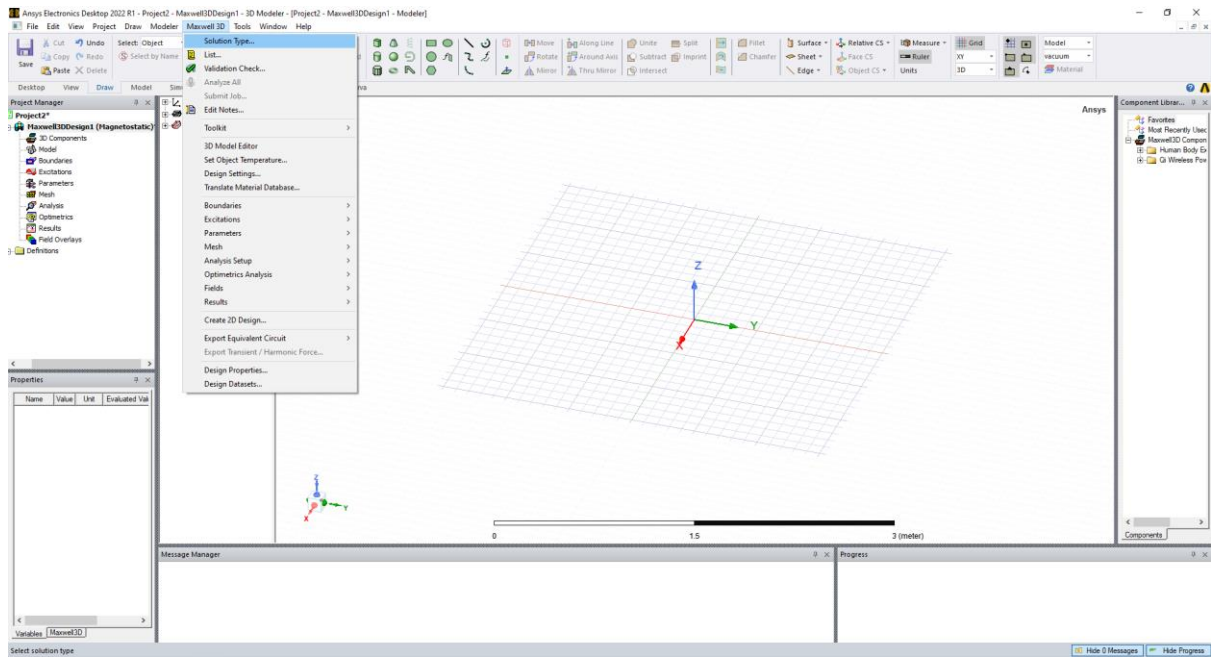 Ansys Electronics Desktop 2022 R1 - Project2 - Maxwell3DDesign1 - 3D Modeler - [Project2 - Maxwell3DDesign1 - Modeler]
File Edit View Project Draw Modeler Maxwell 3D Tools Window Help
Save
Cut
Copy
Paste
Undo
Redo
Delete
Select: Object
Select by Name
Move
Rotate
Mirror
Along Line
Around Axis
Thru Mirror
Unite
Subtract
Intersect
Split
Imprint
Fillet
Chamfer
Surface
Sheet
Edge
Relative CS
Face CS
Object CS
Measure
Ruler
Units
Grid
XY
3D
Model
vacuum
Material
Desktop View Draw Model
Project Manager
Project2*
Maxwell3DDesign1 (Magnetostatic)
3D Components
Model
Boundaries
Excitations
Parameters
Mesh
Analysis
Optimetrics
Results
Field Overlays
Definitions
Solution Type...
List...
Validation Check...
Analyze All
Submit Job...
Edit Notes...
Toolkit
3D Model Editor
Set Object Temperature...
Design Settings...
Translate Material Database...
Boundaries
Excitations
Parameters
Mesh
Analysis Setup
Optimetrics Analysis
Fields
Results
Create 2D Design...
Export Equivalent Circuit
Export Transient / Harmonic Force...
Design Properties...
Design Datasets...
Properties
Name Value Unit Evaluated Val
Variables Maxwell3D
Ansys
Z
Y
X
Z
Y
X
0 1.5 3 (meter)
Component Librar...
Favorites
Most Recently Usec
Maxwell3D Compon
Human Body Ex
Qi Wireless Pow
Components
Message Manager
Progress
Select solution type
Hide 0 Messages Hide Progress